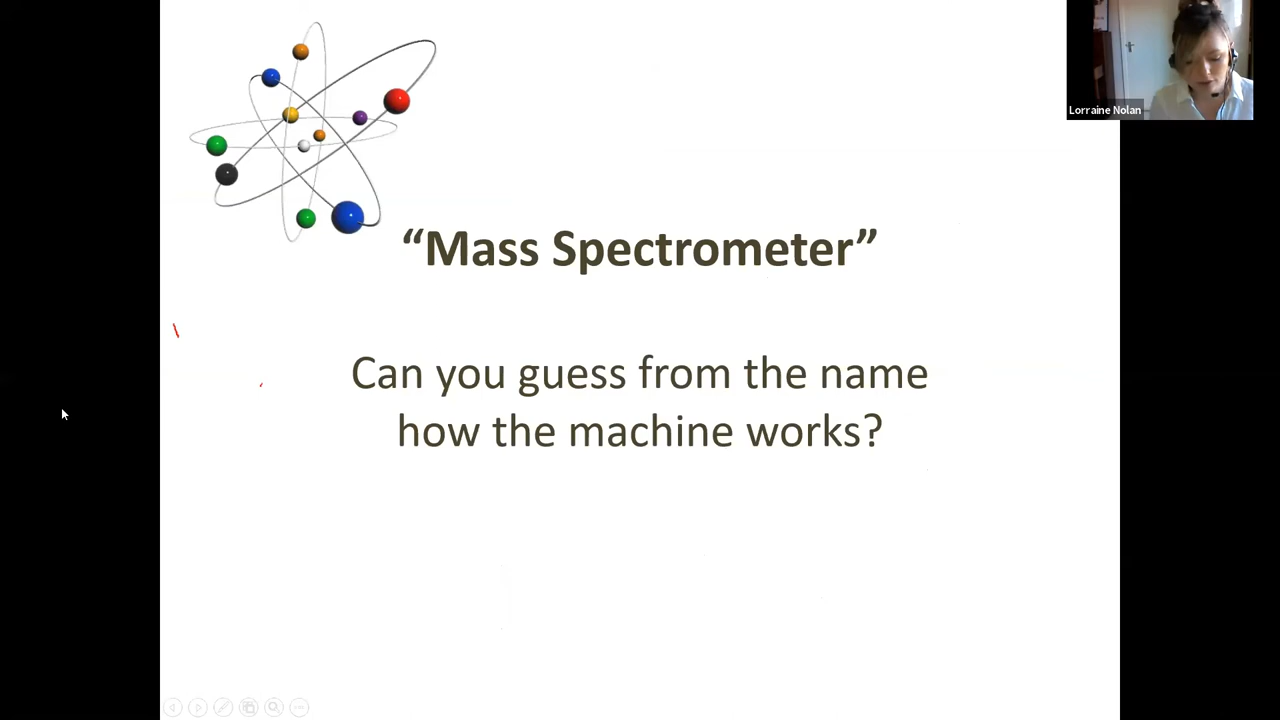 Lorraine Nolan
“Mass Spectrometer”
Can you guess from the name
how the machine works?